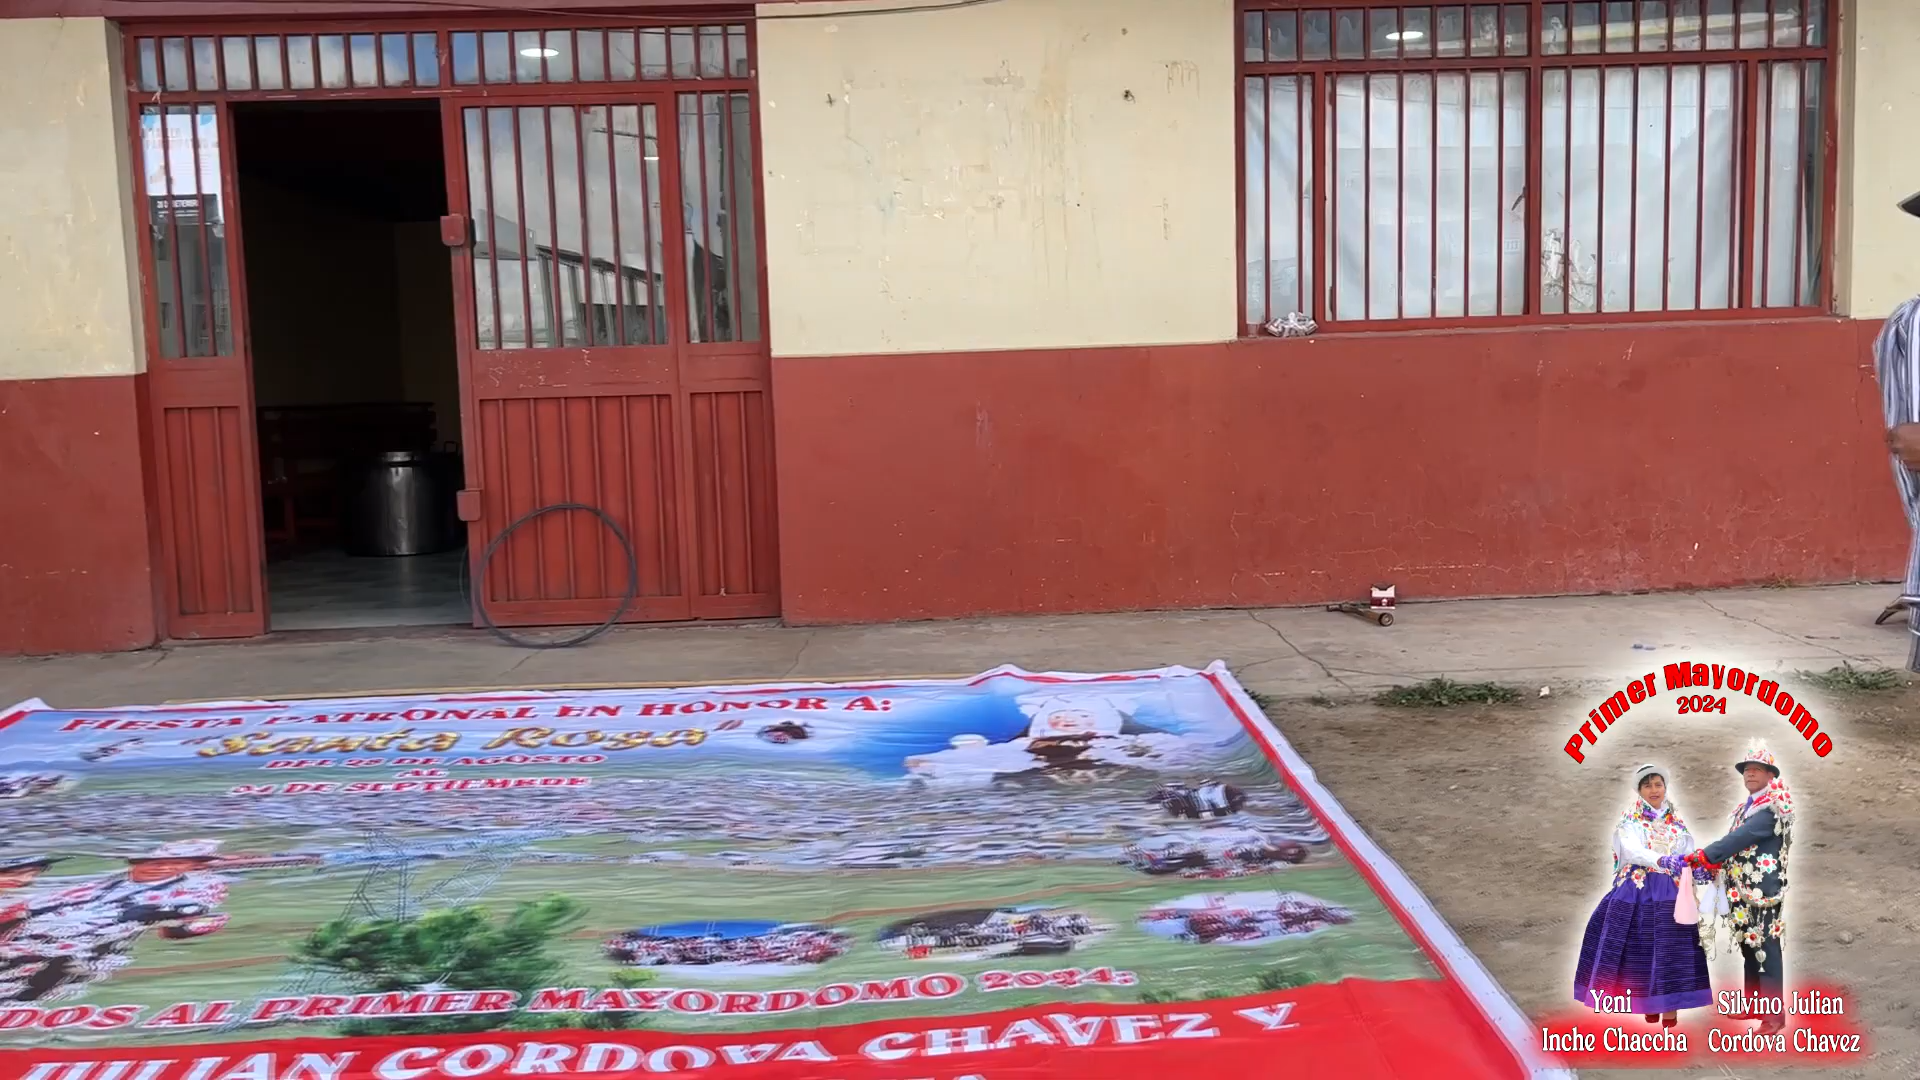 FIESTA PATRONAL EN HONOR A:
"Santa Rosa"
DEL 28 DE AGOSTO
AL
04 DE SEPTIEMBRE
DOS AL PRIMER MAYORDOMO 2024:
JULIAN CORDOVA CHAVEZ Y
Primer Mayordomo
2024
Yeni
Inche Chaccha
Silvino Julian
Cordova Chavez